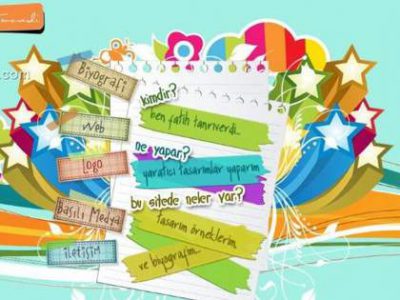 .com
Biyografi
kimdir?
ben fatih tanrıverdi..
web
ne yapar?
logo
yaratıcı tasarımlar yaparım
bu sitede neler var?
Basılı Medya
tasarım örneklerim
iletişim
ve biyografim...